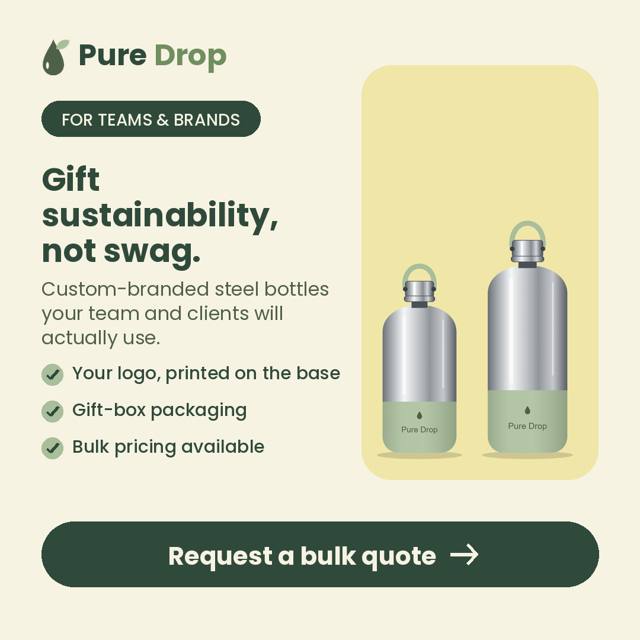 Pure Drop
FOR TEAMS & BRANDS
Gift
sustainability,
not swag.
Custom-branded steel bottles
your team and clients will
actually use.
Your logo, printed on the base
Gift-box packaging
Bulk pricing available
Pure Drop
Pure Drop
Request a bulk quote →